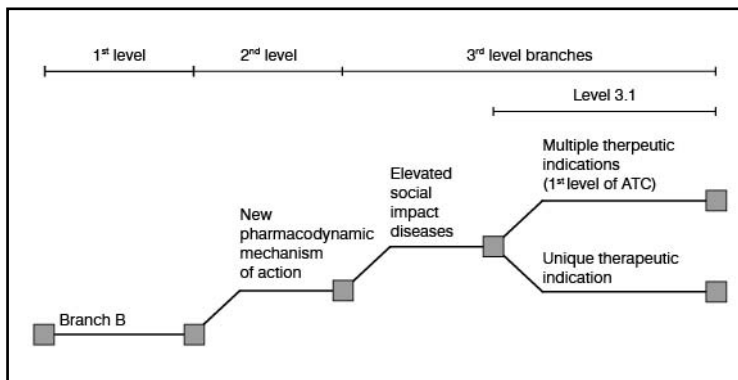 1st level
2nd level
3rd level branches
Level 3.1
Multiple therpeutic
indications
(1st level of ATC)
Elevated
social
impact
diseases
New
pharmacodynamic
mechanism
of action
Unique therapeutic
indication
Branch B